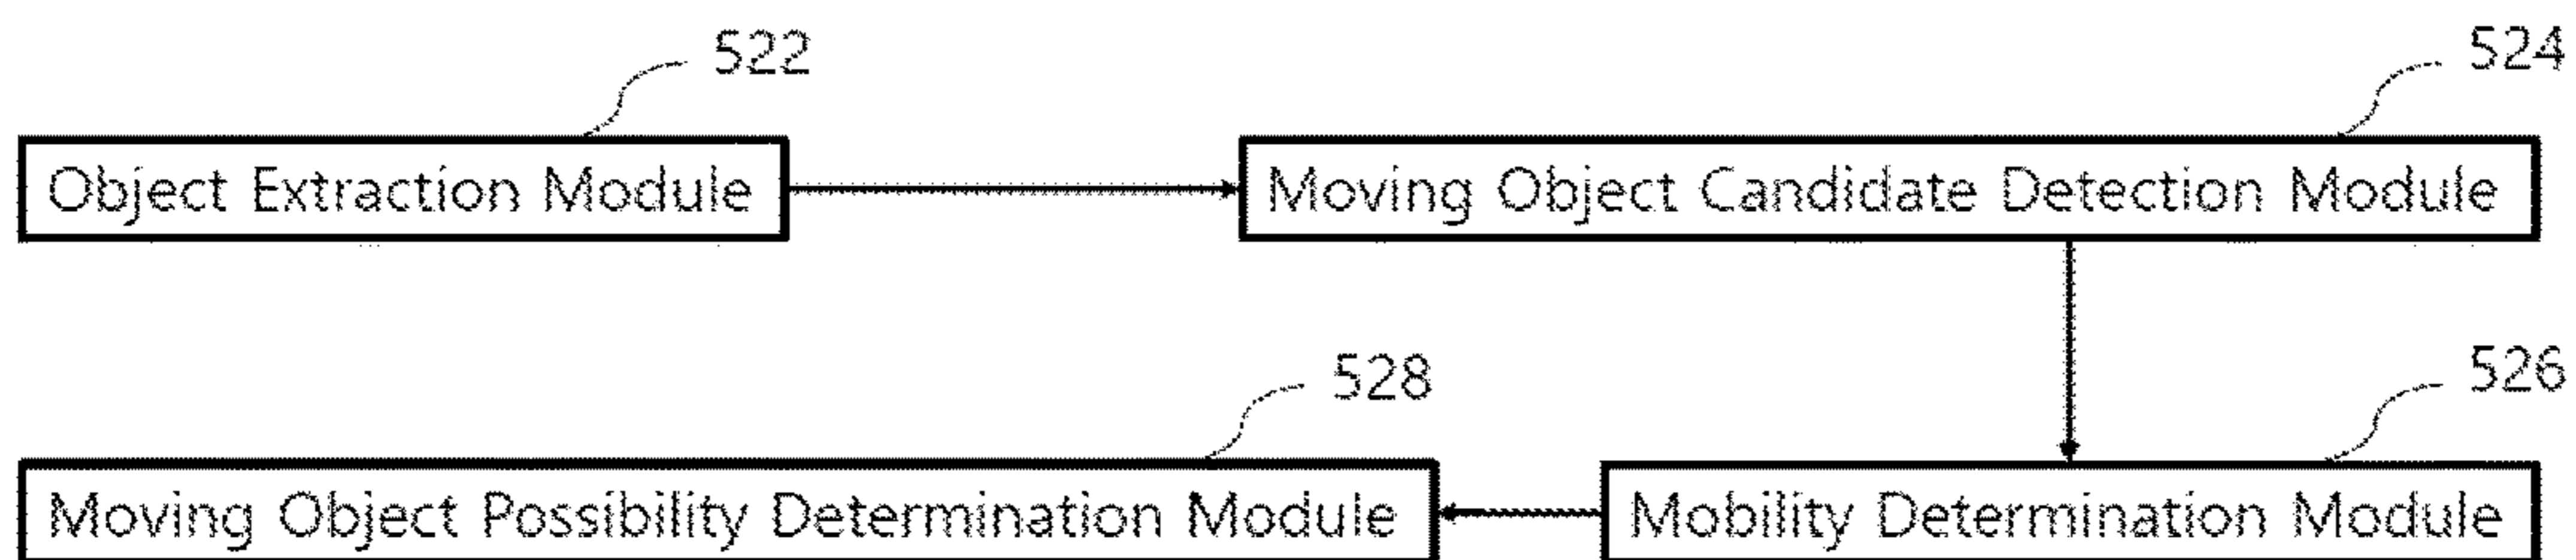 522
524
Object Extraction Module
Moving Object Candidate Detection Module
528
526
Moving Object Possibility Determination Module
Mobility Determination Module